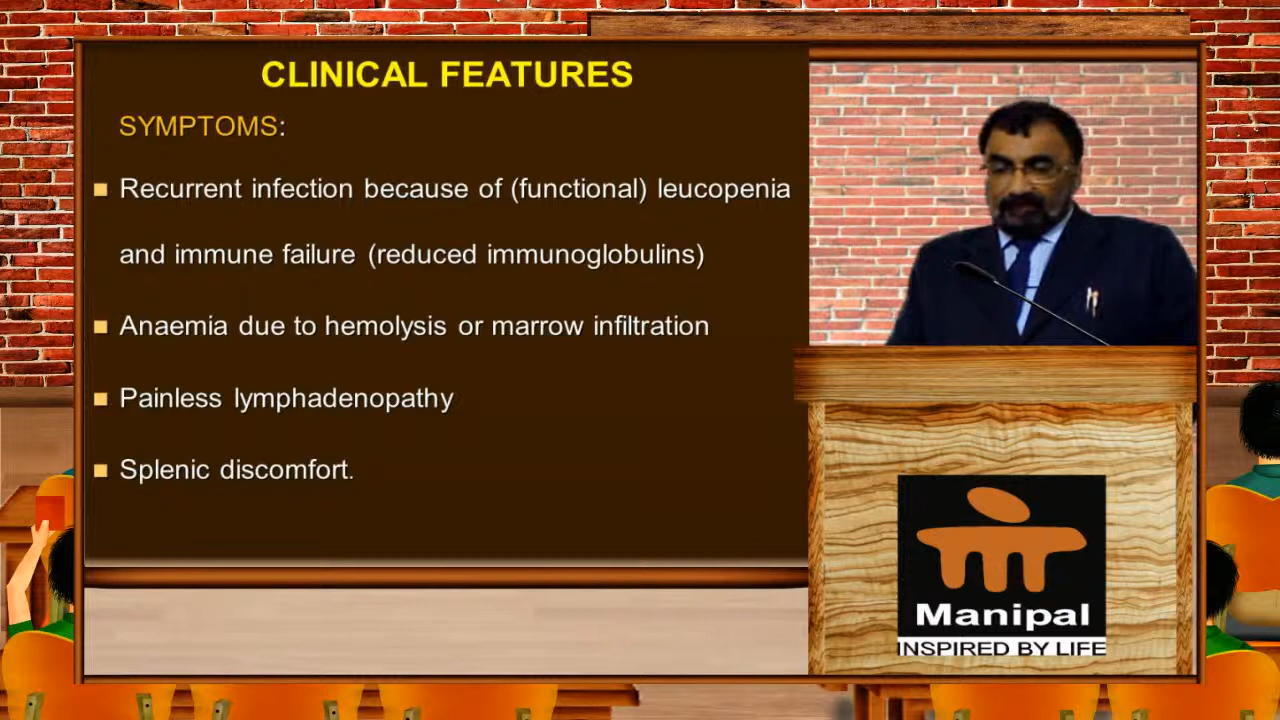 CLINICAL FEATURES
SYMPTOMS:
Recurrent infection because of (functional) leucopenia
and immune failure (reduced immunoglobulins)
Anaemia due to hemolysis or marrow infiltration
Painless lymphadenopathy
Splenic discomfort.
Manipal
INSPIRED BY LIFE